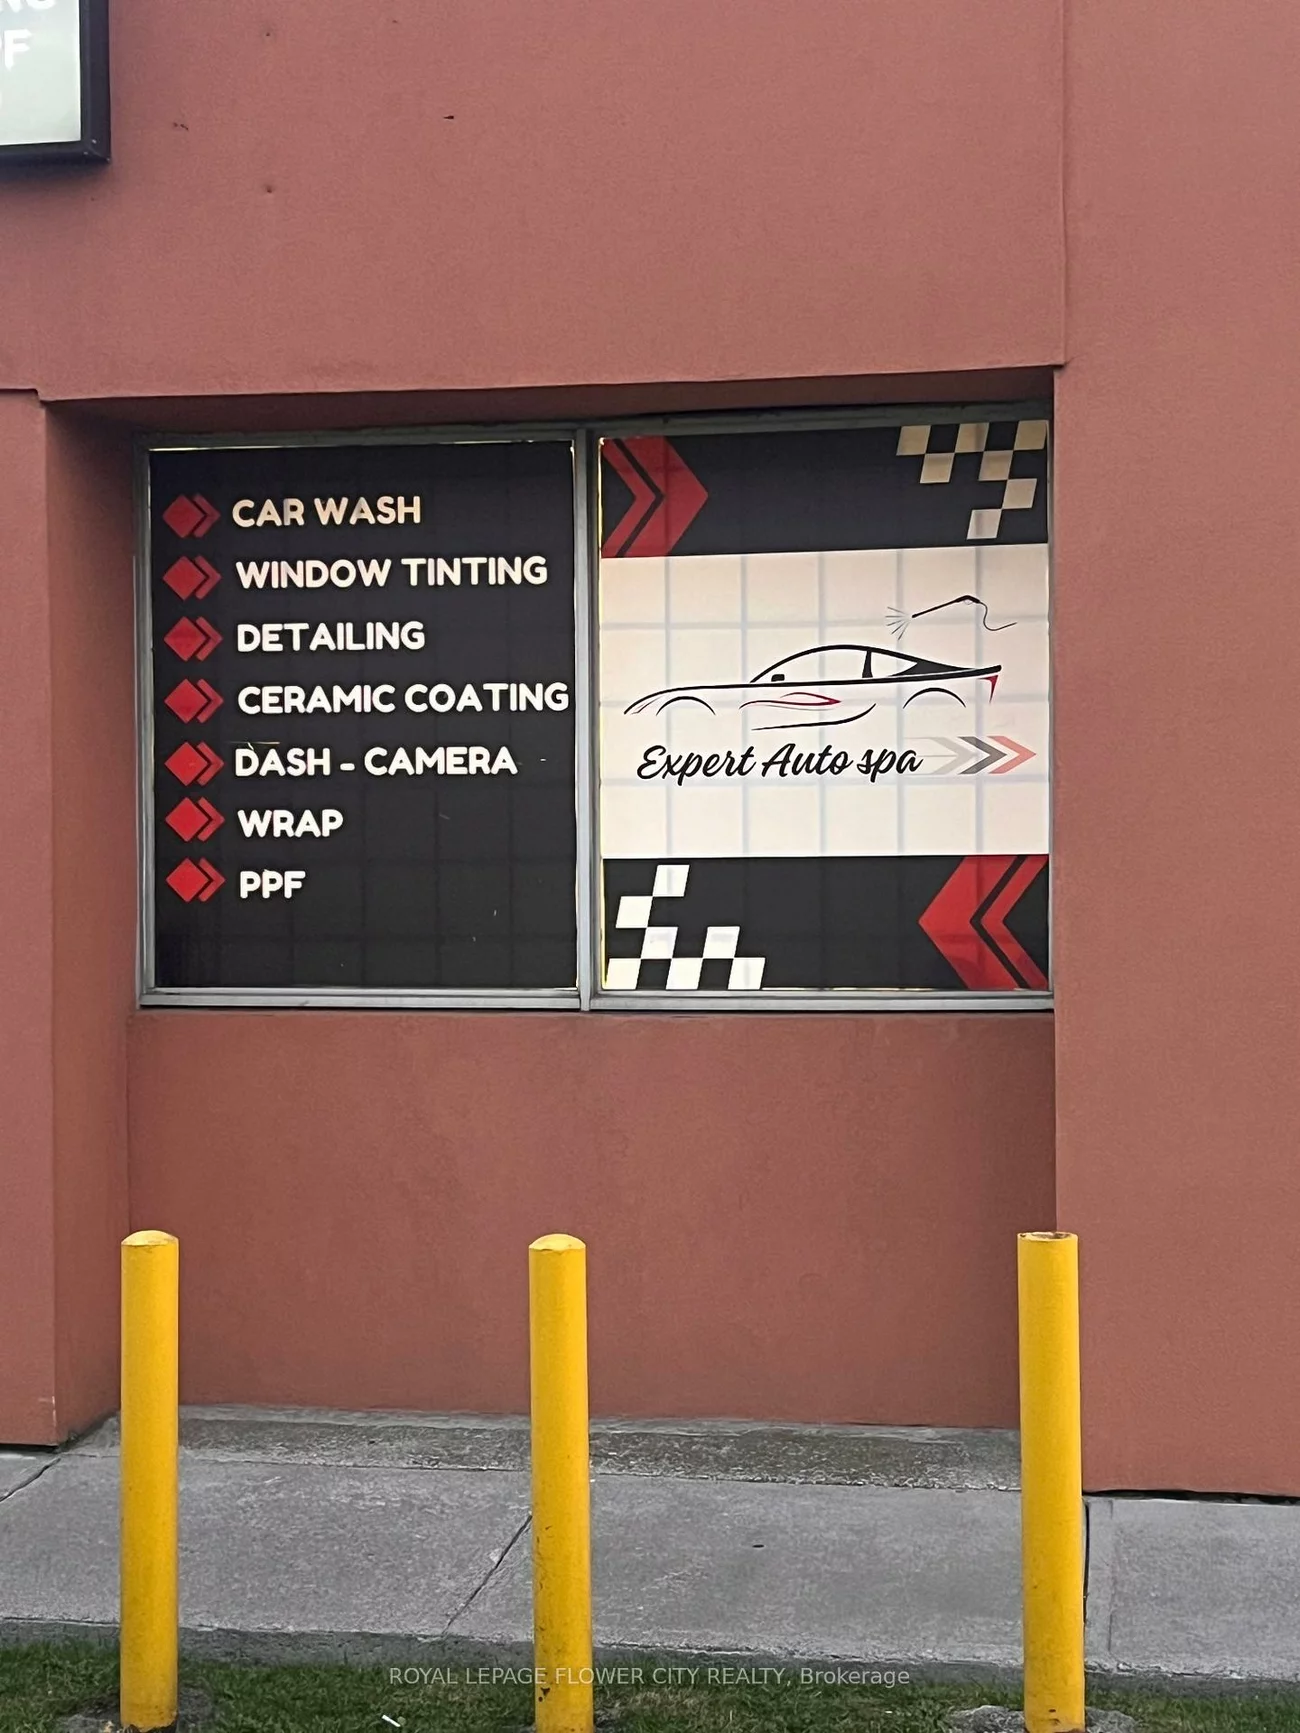 PF
CAR WASH
WINDOW TINTING
DETAILING
CERAMIC COATING
DASH - CAMERA
WRAP
PPF
Expert Auto spa
ROYAL LEPAGE FLOWER CITY REALTY, Brokerage